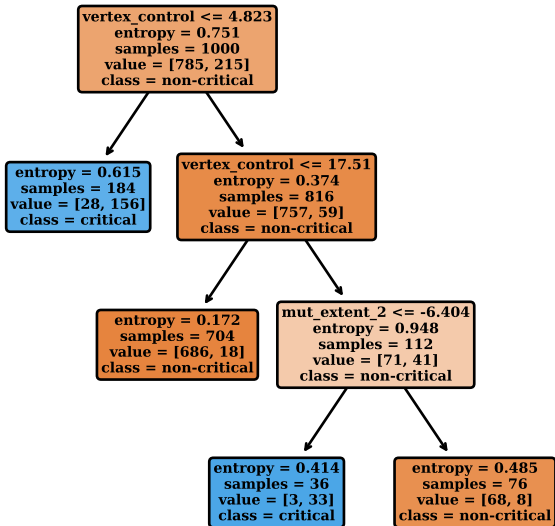 vertex_control <= 4.823
entropy = 0.751
samples = 1000
value = [785, 215]
class = non-critical
entropy = 0.615
samples = 184
value = [28, 156]
class = critical
vertex_control <= 17.51
entropy = 0.374
samples = 816
value = [757, 59]
class = non-critical
entropy = 0.172
samples = 704
value = [686, 18]
class = non-critical
mut_extent_2 <= -6.404
entropy = 0.948
samples = 112
value = [71, 41]
class = non-critical
entropy = 0.414
samples = 36
value = [3, 33]
class = critical
entropy = 0.485
samples = 76
value = [68, 8]
class = non-critical